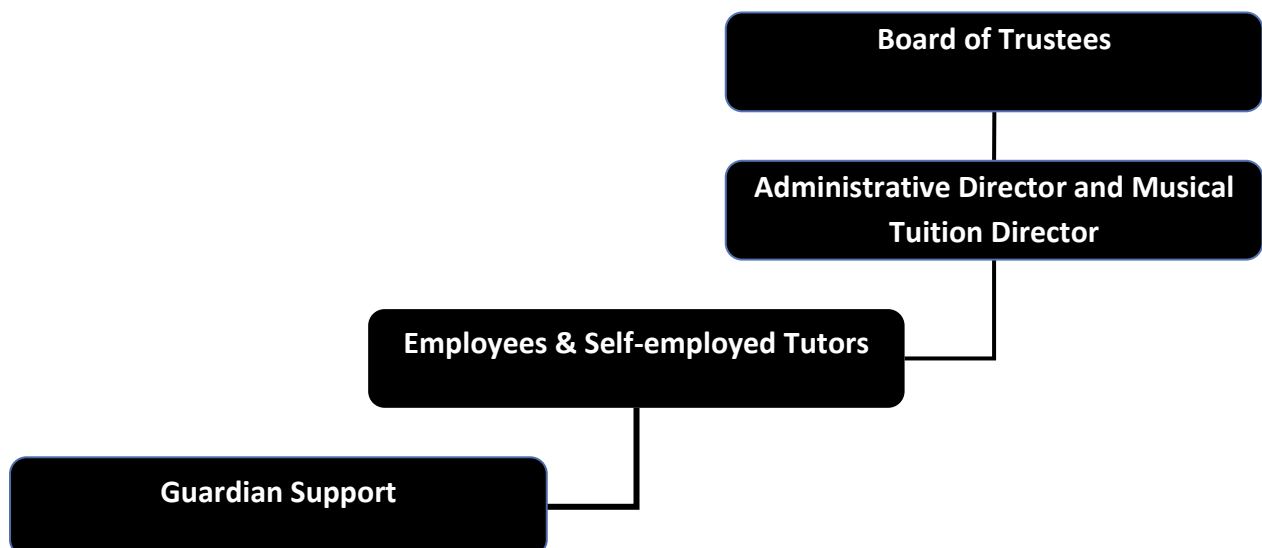 Board of Trustees
Administrative Director and Musical
Tuition Director
Employees & Self-employed Tutors
Guardian Support